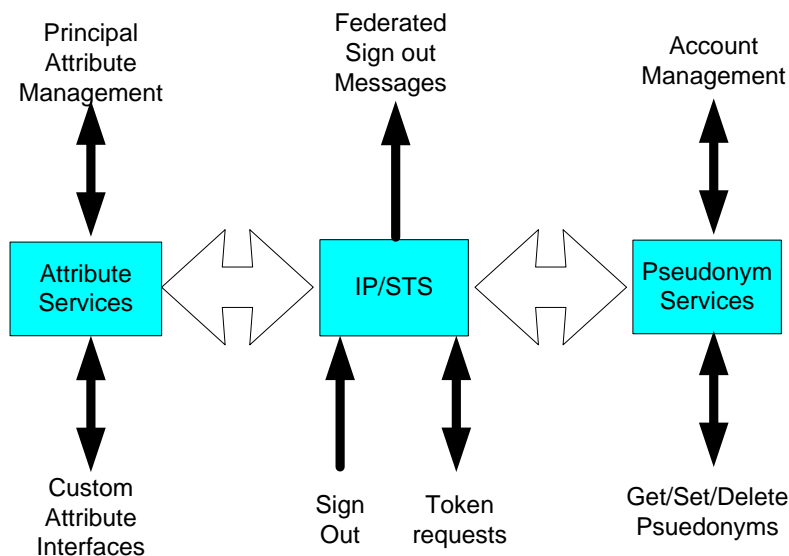 Principal
Attribute
Management
Federated
Sign out
Messages
Account
Management
Attribute
Services
IP/STS
Pseudonym
Services
Custom
Attribute
Interfaces
Sign
Out
Token
requests
Get/Set/Delete
Psuedonyms